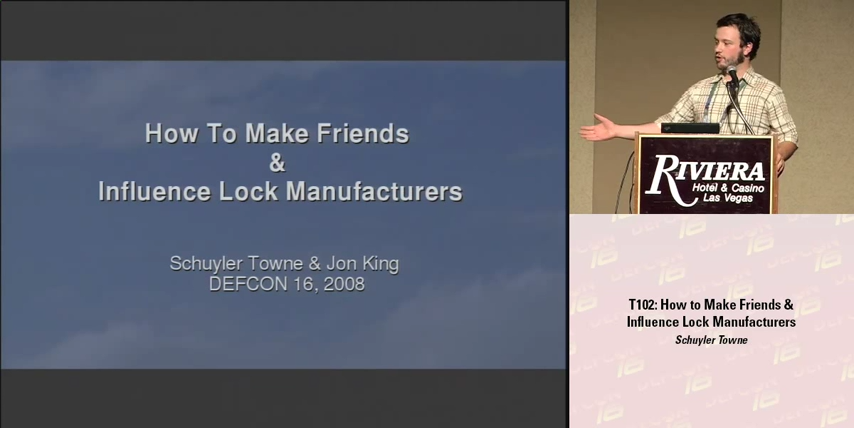 How To Make Friends
&
Influence Lock Manufacturers
Schuyler Towne & Jon King
DEFCON 16, 2008
RIVIERA
Hotel & Casino
Las Vegas
T102: How to Make Friends &
Influence Lock Manufacturers
Schuyler Towne